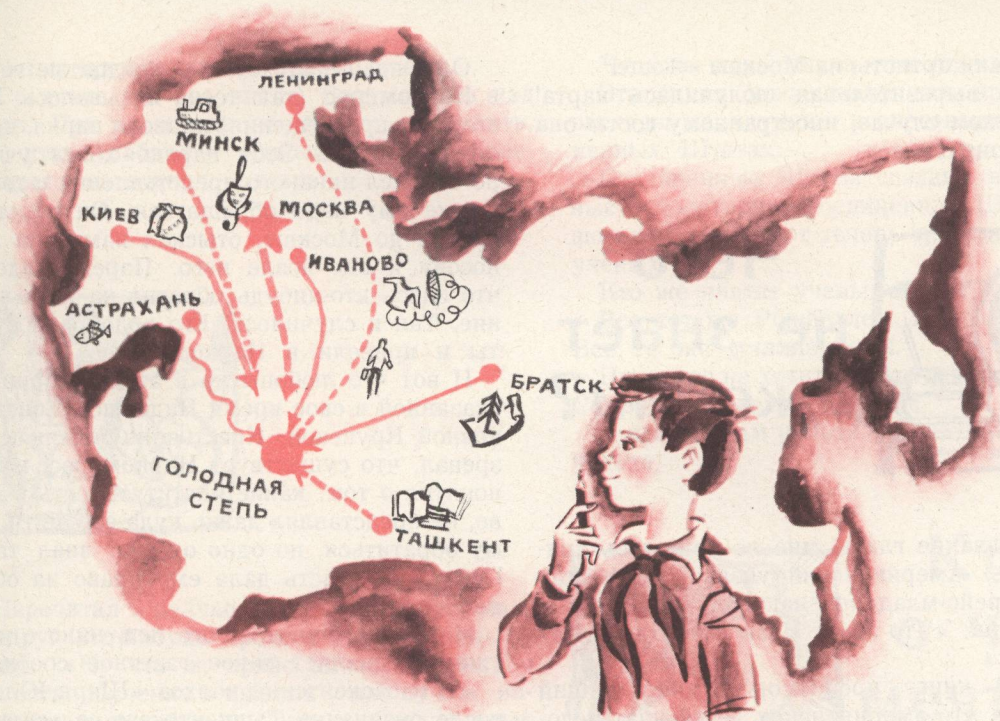 ЛЕНИНГРАД
МИНСК
МОСКВА
КИЕВ
ИВАНОВО
АСТРАХАНЬ
БРАТСК
ГОЛОДНАЯ
СТЕПЬ
ТАШКЕНТ